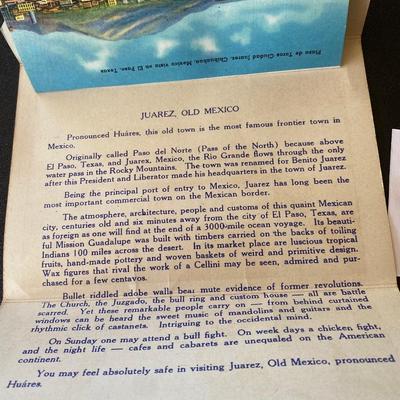 Plaza de Toros Ciudad Juarez, Chihuahua, Mexico visto en El Paso, Texas
JUAREZ, OLD MEXICO
Pronounced Huáres, this old town is the most famous frontier town in
Mexico.
Originally called Paso del Norte (Pass of the North) because above
El Paso, Texas, and Juarex, Mexico, the Rio Grande flows through the only
water pass in the Rocky Mountains. The town was renamed for Benito Juarez
after this President and Liberator made his headquarters in the town of Juarez.
Being the principal port of entry to Mexico, Juarez has long been the
most important commercial town on the Mexican border.
The atmosphere, architecture, people and customs of this quaint Mexican
city, centuries old and six minutes away from the city of El Paso, Texas, are
as foreign as one will find at the end of a 3000-mile ocean voyage. Its beauti-
ful Mission Guadalupe was built with timbers carried on the backs of toiling
Indians 100 miles across the desert. In its market place are luscious tropical
fruits, hand-made pottery and woven baskets of weird and primitive design.
Wax figures that rival the work of a Cellini may be seen, admired and pur-
chased for a few centavos.
Bullet riddled adobe walls bear mute evidence of former revolutions.
The Church, the Juzgado, the bull ring and custom house — all are battle
scarred. Yet these remarkable people carry on — from behind curtained
windows can be heard the sweet music of mandolins and guitars and the
rhythmic click of castanets. Intriguing to the occidental mind.
On Sunday one may attend a bull fight. On week days a chicken fight,
and the night life — cafes and cabarets are unequaled on the American
continent.
You may feel absolutely safe in visiting Juarez, Old Mexico, pronounced
Huáres.